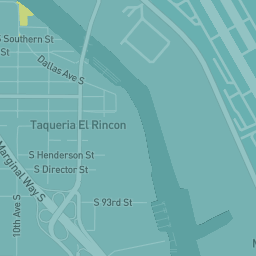 S Southern St
St
Dallas Ave S
Taqueria El Rincon
S Henderson St
S Director St
Marginal Way S
10th Ave S
S 93rd St